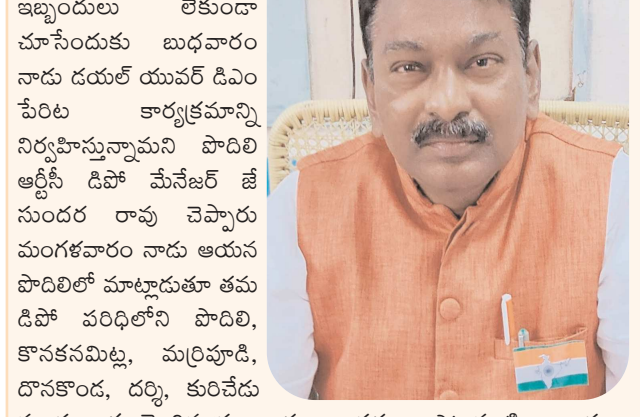 ఇబ్బందులు లేకుండా
చూసేందుకు బుధవారం
నాడు డయల్ యువర్ డిఎం
పేరిట కార్యక్రమాన్ని
నిర్వహిస్తున్నామని పొదిలి
ఆర్టీసీ డిపో మేనేజర్ జే
సుందర రావు చెప్పారు
మంగళవారం నాడు ఆయన
పొదిలిలో మాట్లాడుతూ తమ
డిపో పరిధిలోని పొదిలి,
కొనకనమిట్ల, మర్రిపూడి,
దొనకొండ, దర్శి, కురిచేడు